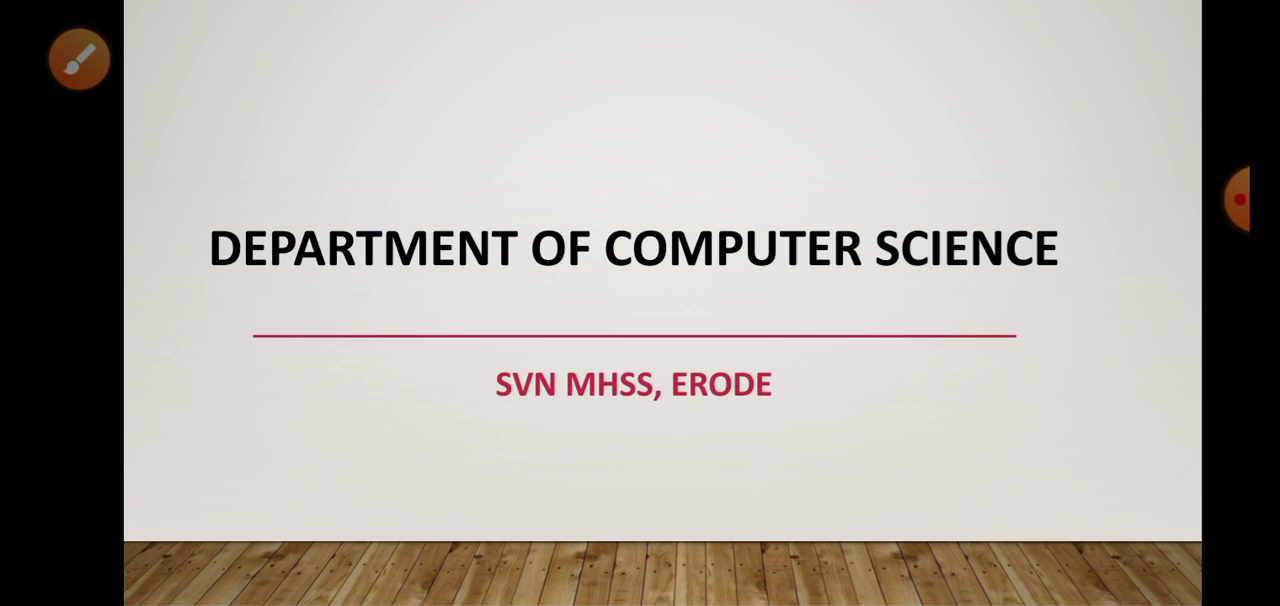 DEPARTMENT OF COMPUTER SCIENCE
SVN MHSS, ERODE